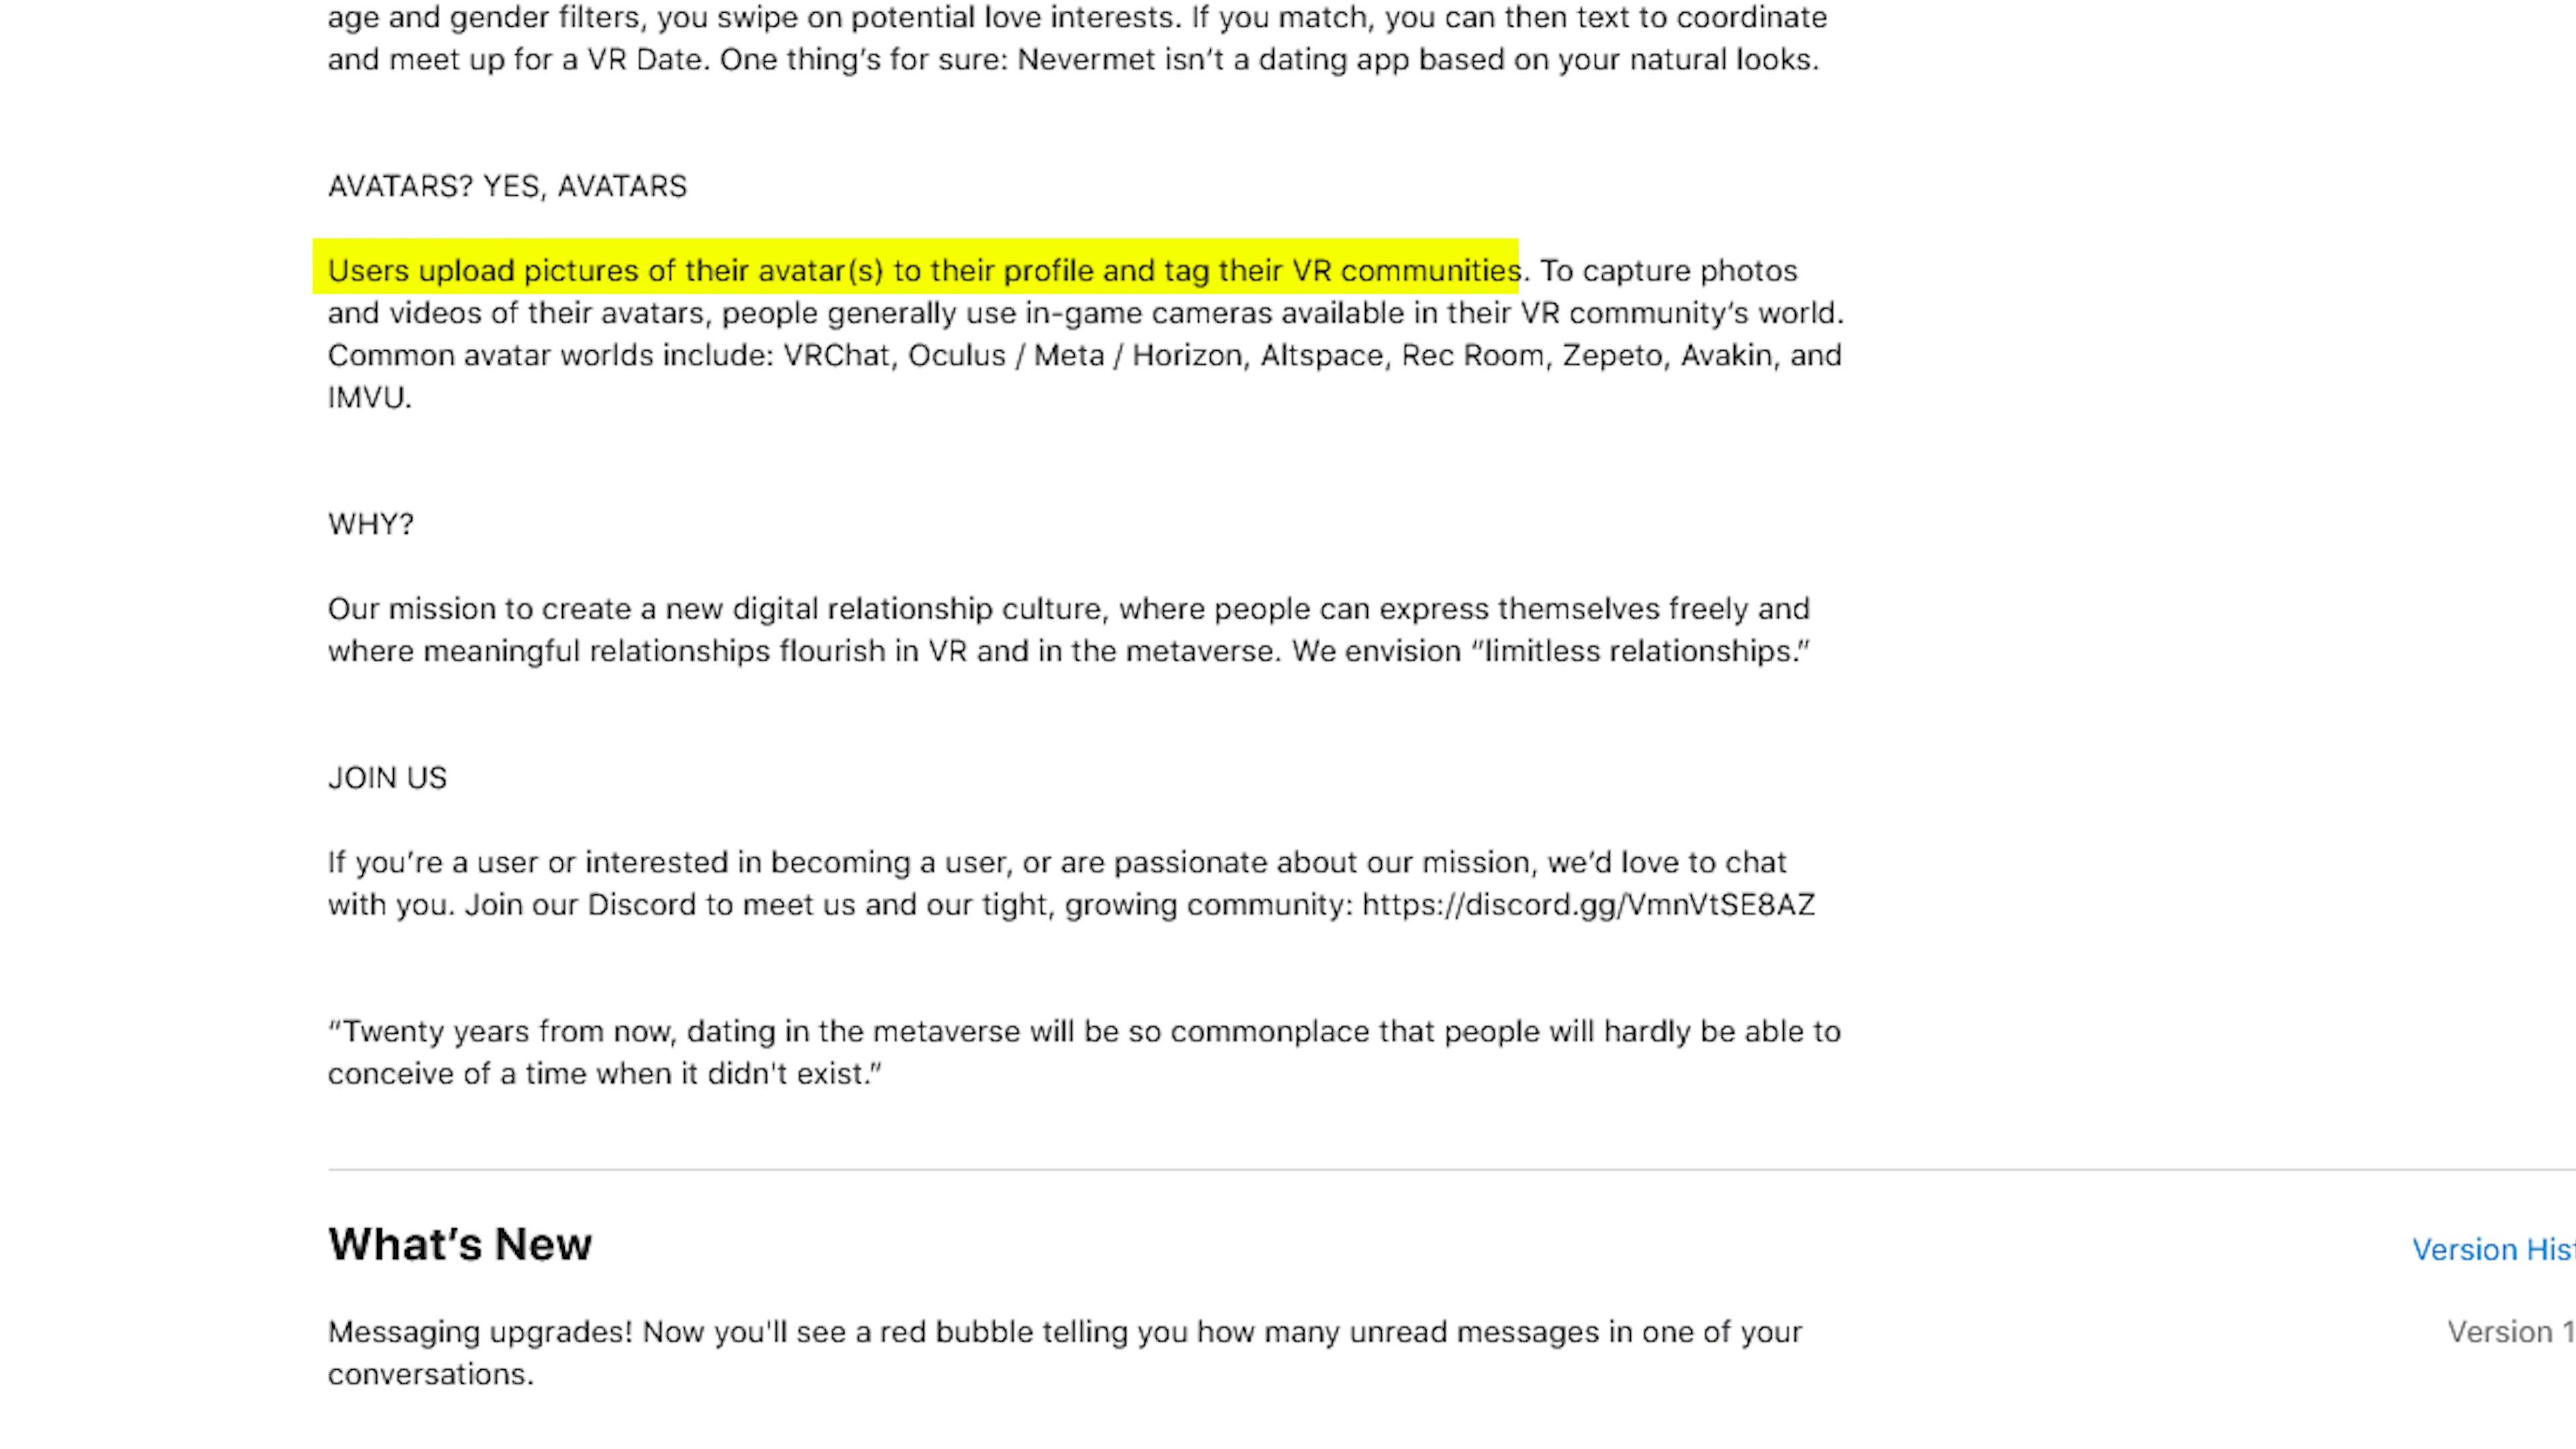 age and gender filters, you swipe on potential love interests. If you match, you can then text to coordinate
and meet up for a VR Date. One thing’s for sure: Nevermet isn’t a dating app based on your natural looks.
AVATARS? YES, AVATARS
Users upload pictures of their avatar(s) to their profile and tag their VR communities. To capture photos
and videos of their avatars, people generally use in-game cameras available in their VR community’s world.
Common avatar worlds include: VRChat, Oculus / Meta / Horizon, Altspace, Rec Room, Zepeto, Avakin, and
IMVU.
WHY?
Our mission to create a new digital relationship culture, where people can express themselves freely and
where meaningful relationships flourish in VR and in the metaverse. We envision “limitless relationships.”
JOIN US
If you’re a user or interested in becoming a user, or are passionate about our mission, we’d love to chat
with you. Join our Discord to meet us and our tight, growing community: https://discord.gg/VmnVtSE8AZ
“Twenty years from now, dating in the metaverse will be so commonplace that people will hardly be able to
conceive of a time when it didn't exist.”
What’s New
Version Hist
Messaging upgrades! Now you'll see a red bubble telling you how many unread messages in one of your
conversations.
Version 1